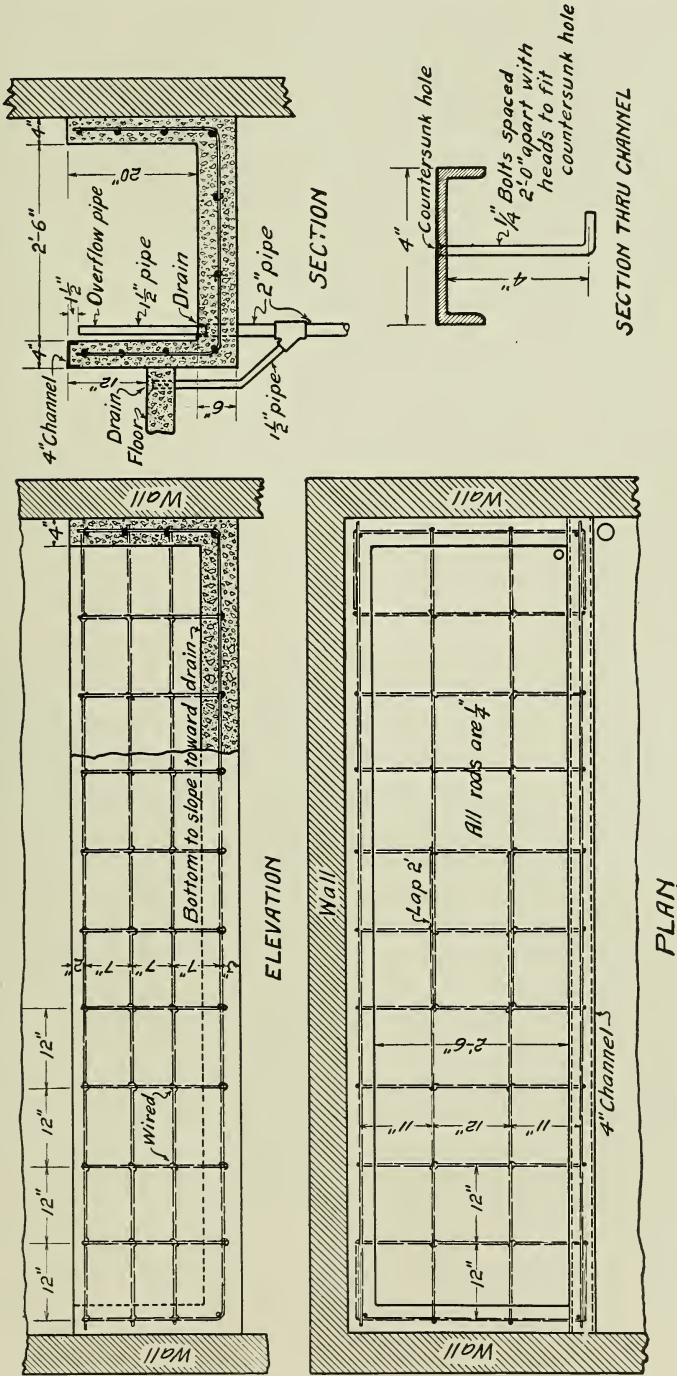 Wall
12"
12"
12"
12"
Wired
2"
7"
7"
7"
3"
Bottom to slope toward drain
4"
Wall
ELEVATION
4" Channel
4"
2'-6"
4"
1½"
Overflow pipe
1½" pipe
Drain
20"
12"
Drain
Floor
6"
1½" pipe
2" pipe
SECTION
Wall
Wall
Wall
Lap 2'
All rods are ¼"
2'-6"
11"
12"
11"
12"
12"
4" Channel
PLAN
Countersunk hole
4"
¼" Bolts spaced
2'-0" apart with
heads to fit
countersunk hole
4"
SECTION THRU CHANNEL